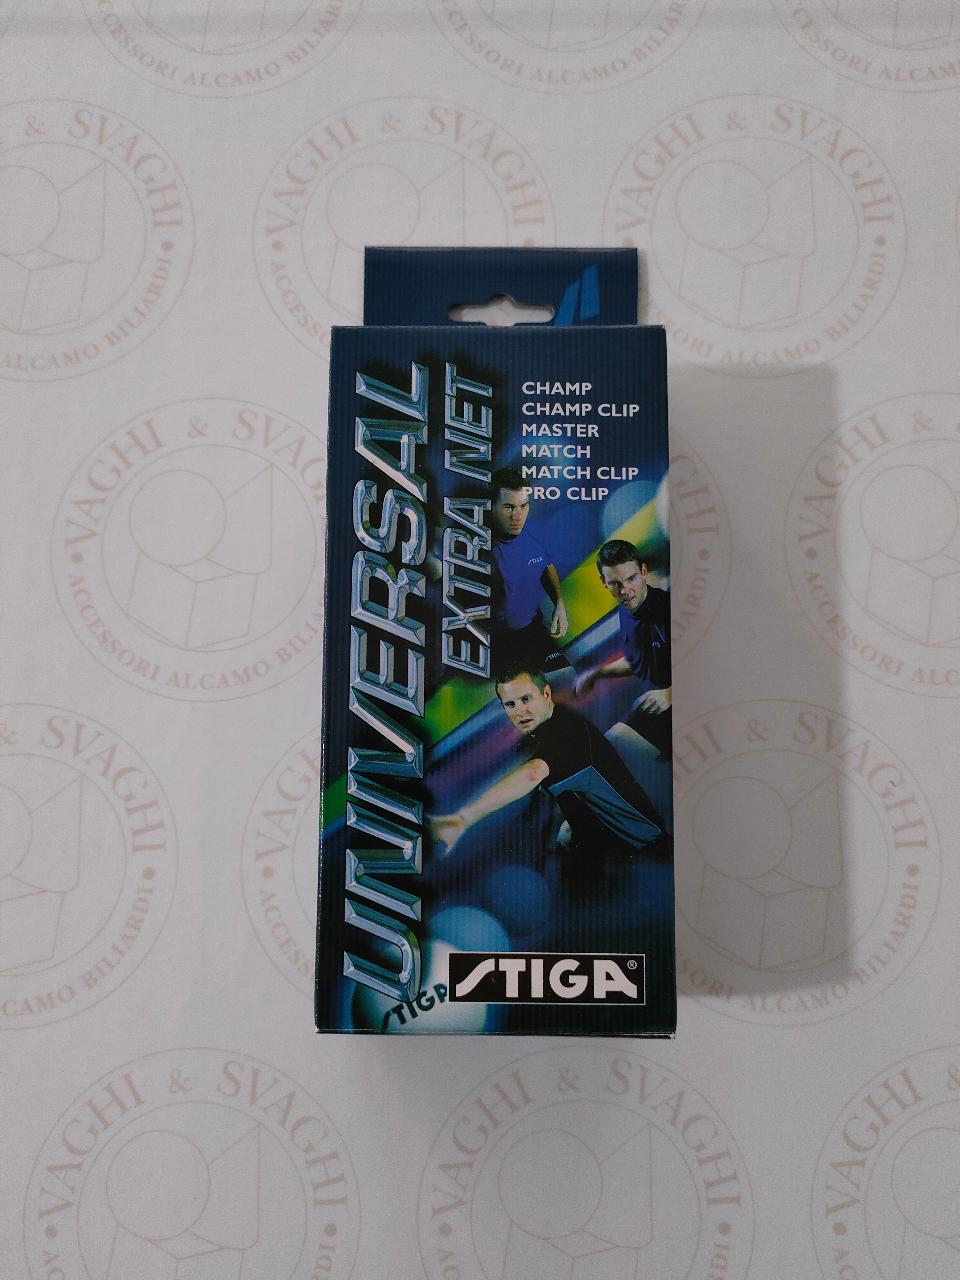 UNIVERSAL
EXTRA NET
CHAMP
CHAMP CLIP
MASTER
MATCH
MATCH CLIP
PRO CLIP
STIGA
STIGA
STIGA
STIGA®
VAGHI & SVAGHI
ACCESSORI ALCAMO BILIARDI